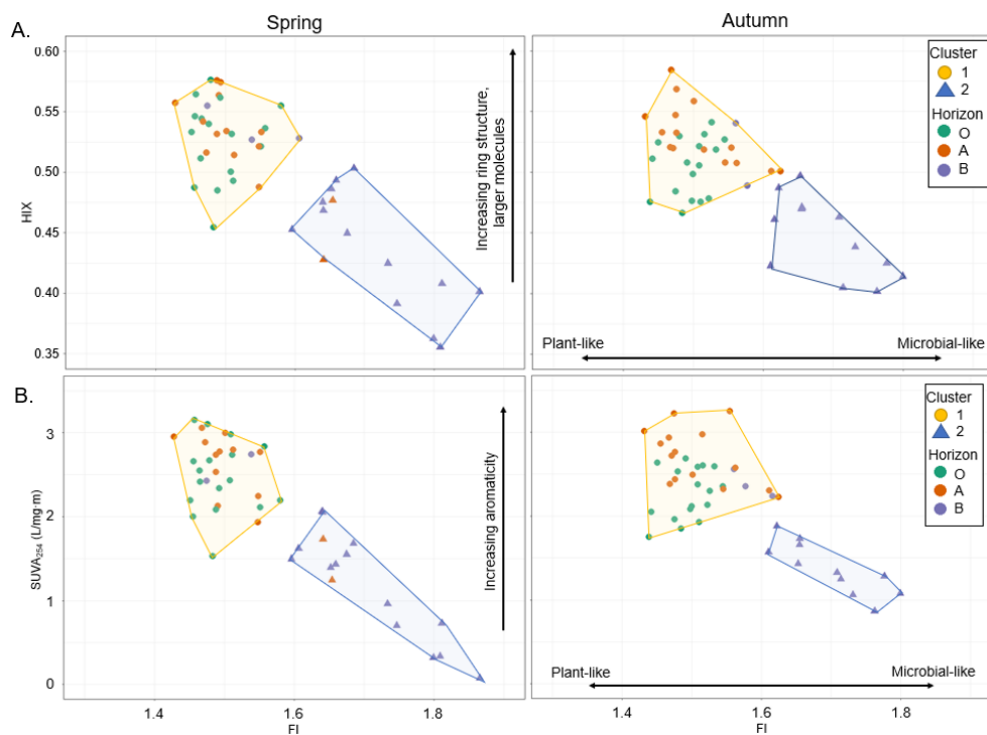 Spring
Autumn
A.
0.60
0.55
0.50
0.45
0.40
0.35
HIX
Increasing ring structure,
larger molecules
Cluster
1
2
Horizon
O
A
B
Plant-like
Microbial-like
B.
3
2
1
0
SUVA₂₅₄ (L/mg·m)
Increasing aromaticity
Cluster
1
2
Horizon
O
A
B
Plant-like
Microbial-like
1.4
1.6
1.8
FI
1.4
1.6
1.8
FI